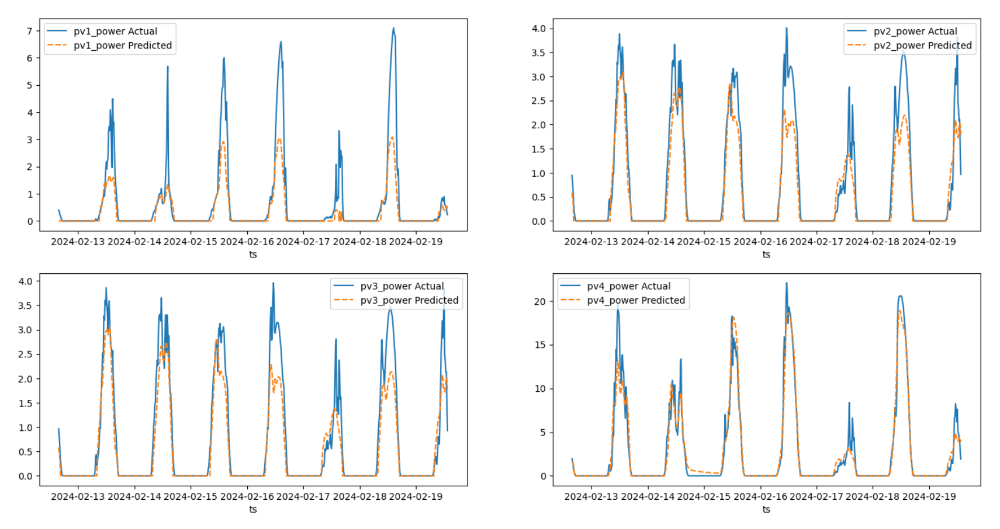 pv1_power Actual
pv1_power Predicted
7
6
5
4
3
2
1
0
2024-02-13 2024-02-14 2024-02-15 2024-02-16 2024-02-17 2024-02-18 2024-02-19
ts
pv2_power Actual
pv2_power Predicted
4.0
3.5
3.0
2.5
2.0
1.5
1.0
0.5
0.0
2024-02-13 2024-02-14 2024-02-15 2024-02-16 2024-02-17 2024-02-18 2024-02-19
ts
pv3_power Actual
pv3_power Predicted
4.0
3.5
3.0
2.5
2.0
1.5
1.0
0.5
0.0
2024-02-13 2024-02-14 2024-02-15 2024-02-16 2024-02-17 2024-02-18 2024-02-19
ts
pv4_power Actual
pv4_power Predicted
20
15
10
5
0
2024-02-13 2024-02-14 2024-02-15 2024-02-16 2024-02-17 2024-02-18 2024-02-19
ts